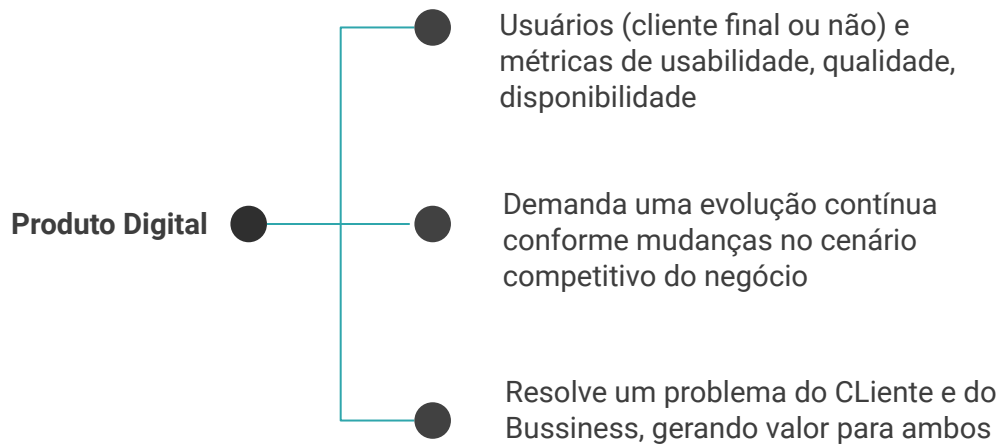 Usuários (cliente final ou não) e
métricas de usabilidade, qualidade,
disponibilidade
Produto Digital
Demanda uma evolução contínua
conforme mudanças no cenário
competitivo do negócio
Resolve um problema do CLiente e do
Bussiness, gerando valor para ambos